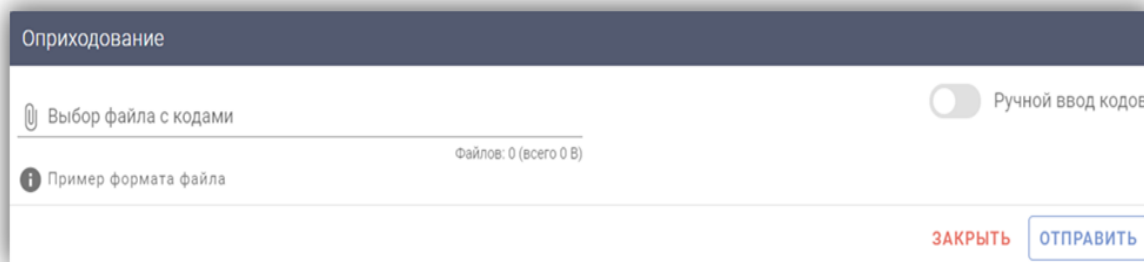 Оприходование
Выбор файла с кодами
Ручной ввод кодов
Файлов: 0 (всего 0 B)
Пример формата файла
ЗАКРЫТЬ
ОТПРАВИТЬ